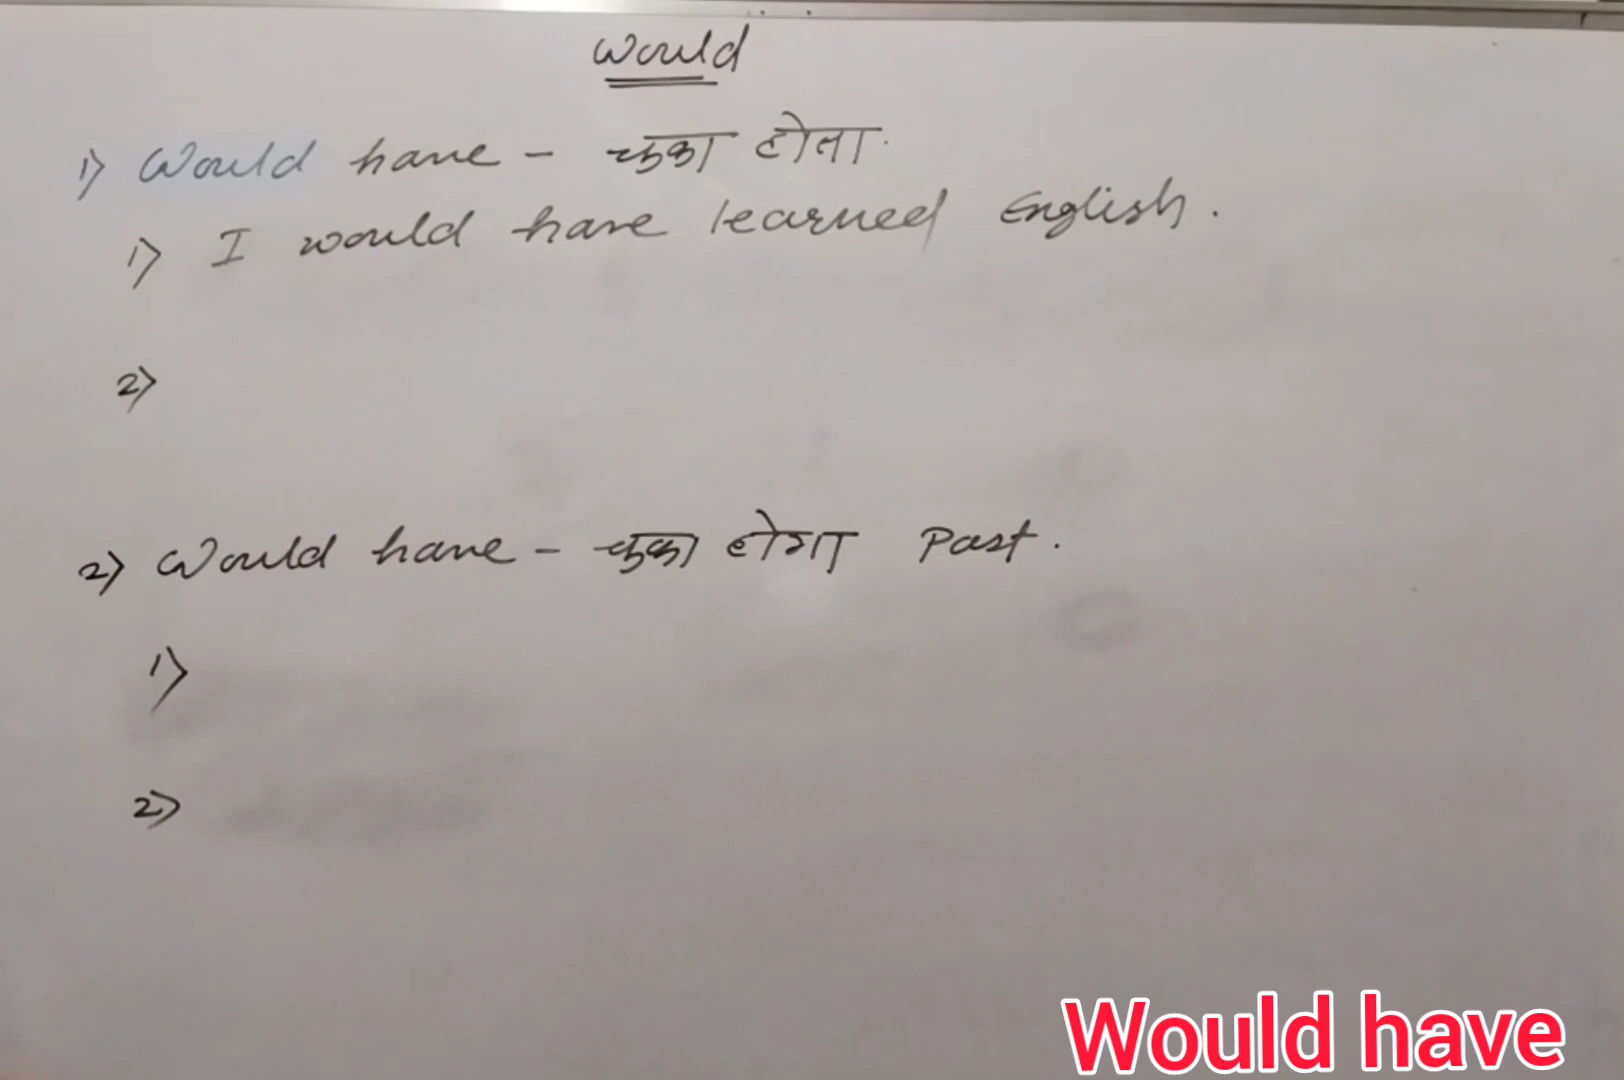 Would
1) Would have - चुका होता.
1) I would have learned English.
2)
2) Would have - चुका होगा Past.
1)
2)
Would have